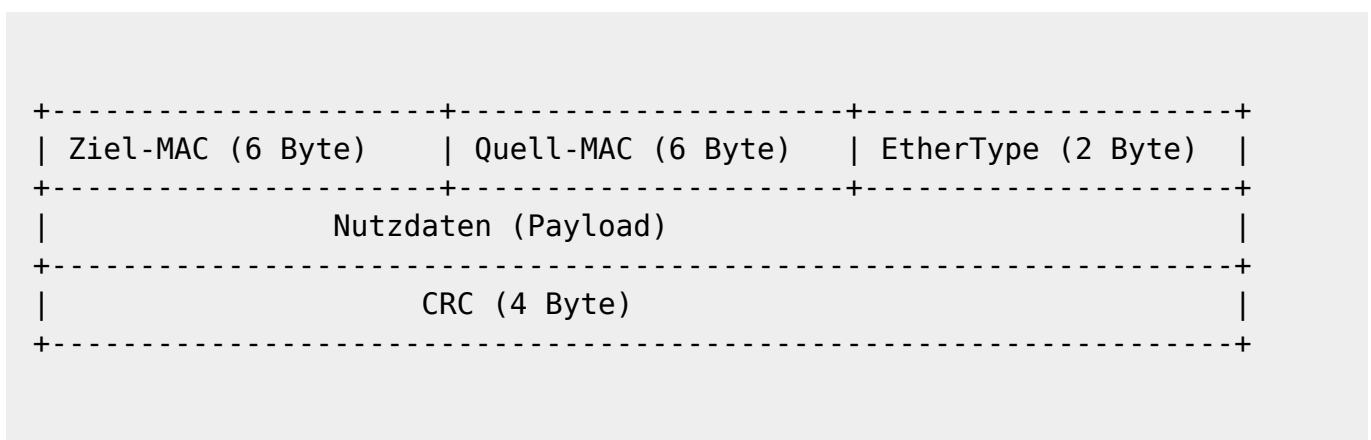 +----------------------+----------------------+---------------------+
| Ziel-MAC (6 Byte)    | Quell-MAC (6 Byte)   | EtherType (2 Byte)  |
+----------------------+----------------------+---------------------+
|                Nutzdaten (Payload)                                |
+-------------------------------------------------------------------+
|                     CRC (4 Byte)                                  |
+-------------------------------------------------------------------+